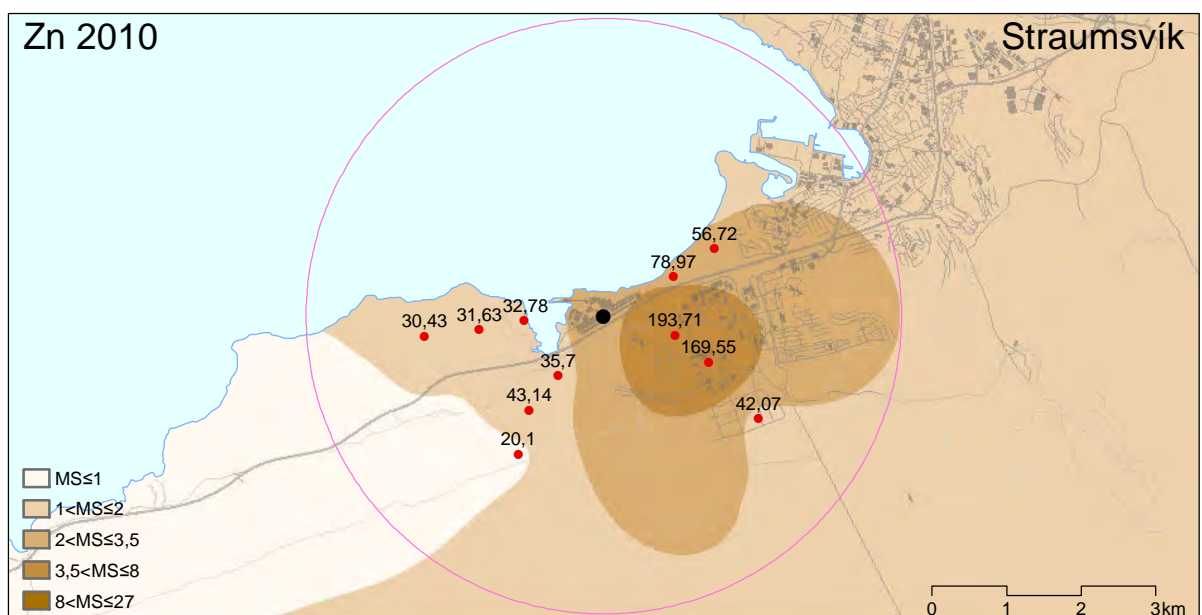 Zn 2010
Straumsvík
56,72
78,97
32,78
31,63
30,43
193,71
169,55
35,7
43,14
42,07
20,1
MS≤1
1<MS≤2
2<MS≤3,5
3,5<MS≤8
8<MS≤27
0 1 2 3km